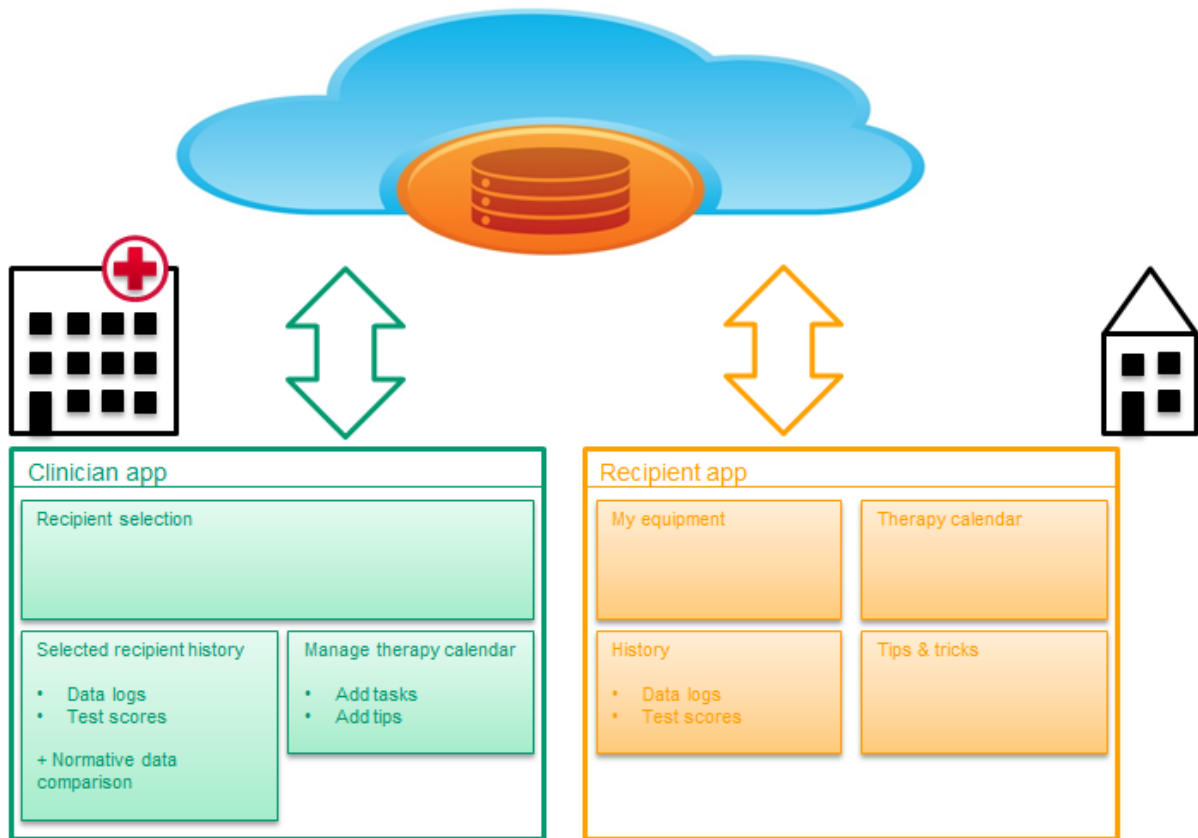 Clinician app
Recipient selection
Selected recipient history
• Data logs
• Test scores
+ Normative data
comparison
Manage therapy calendar
• Add tasks
• Add tips
Recipient app
My equipment
Therapy calendar
History
• Data logs
• Test scores
Tips & tricks